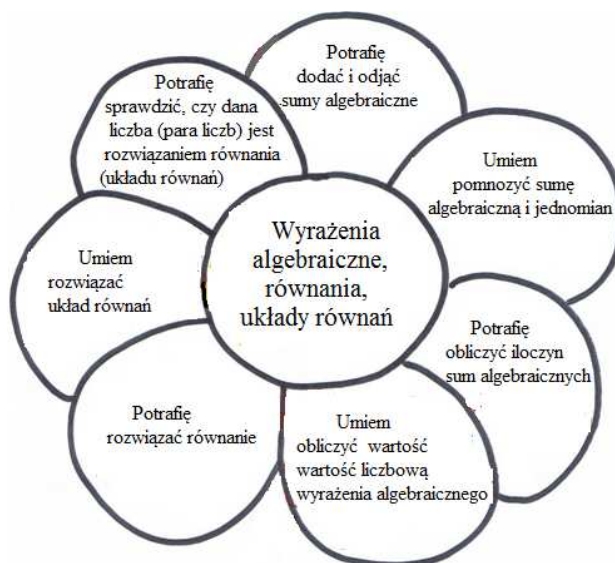 Potrafię
dodać i odjąć
sumy algebraiczne
Potrafię
sprawdzić, czy dana
liczba (para liczb) jest
rozwiązaniem równania
(układu równań)
Umiem
pomnozyć sumę
algebraiczną i jednomian
Wyrażenia
algebraiczne,
równania,
układy równań
Umiem
rozwiązać
układ równań
Potrafię
obliczyć iloczyn
sum algebraicznych
Potrafię
rozwiązać równanie
Umiem
obliczyć wartość
wartość liczbową
wyrażenia algebraicznego